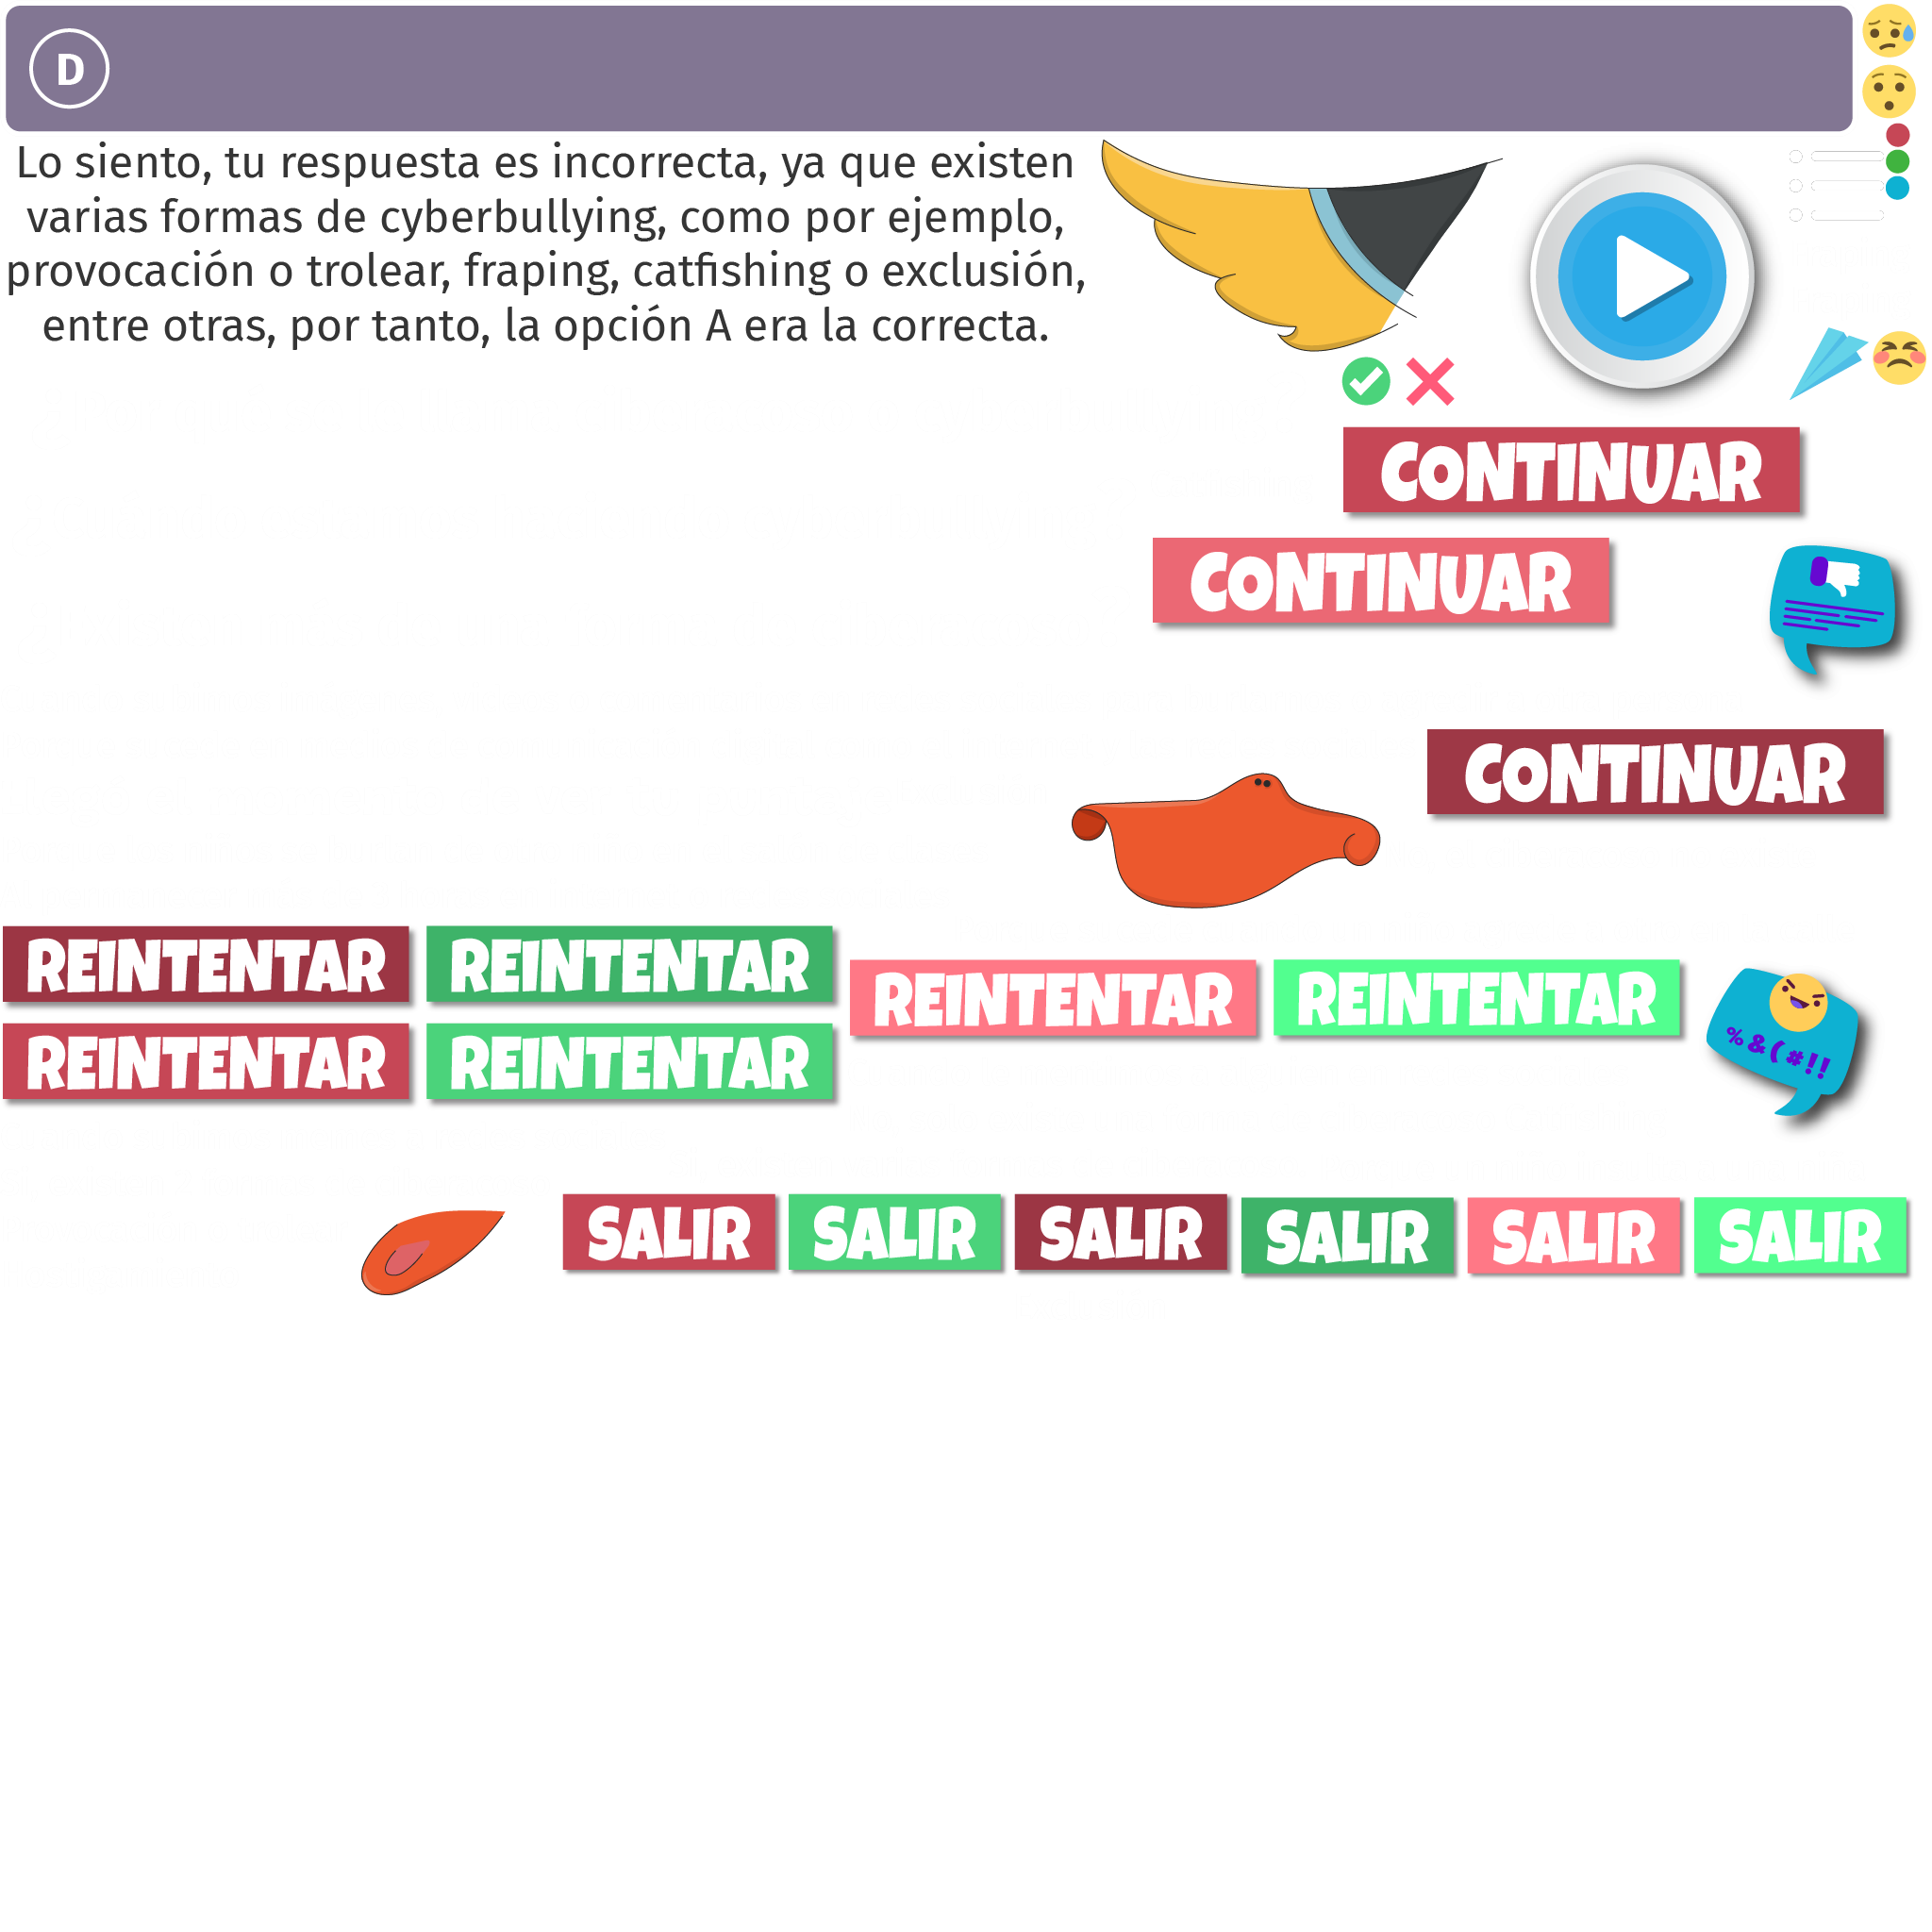 D
Lo siento, tu respuesta es incorrecta, ya que existen
varias formas de cyberbullying, como por ejemplo,
provocación o trolear, fraping, catfishing o exclusión,
entre otras, por tanto, la opción A era la correcta.
CONTINUAR
CONTINUAR
CONTINUAR
REINTENTAR REINTENTAR
REINTENTAR REINTENTAR
REINTENTAR REINTENTAR
%&(#!!
SALIR SALIR SALIR SALIR SALIR SALIR